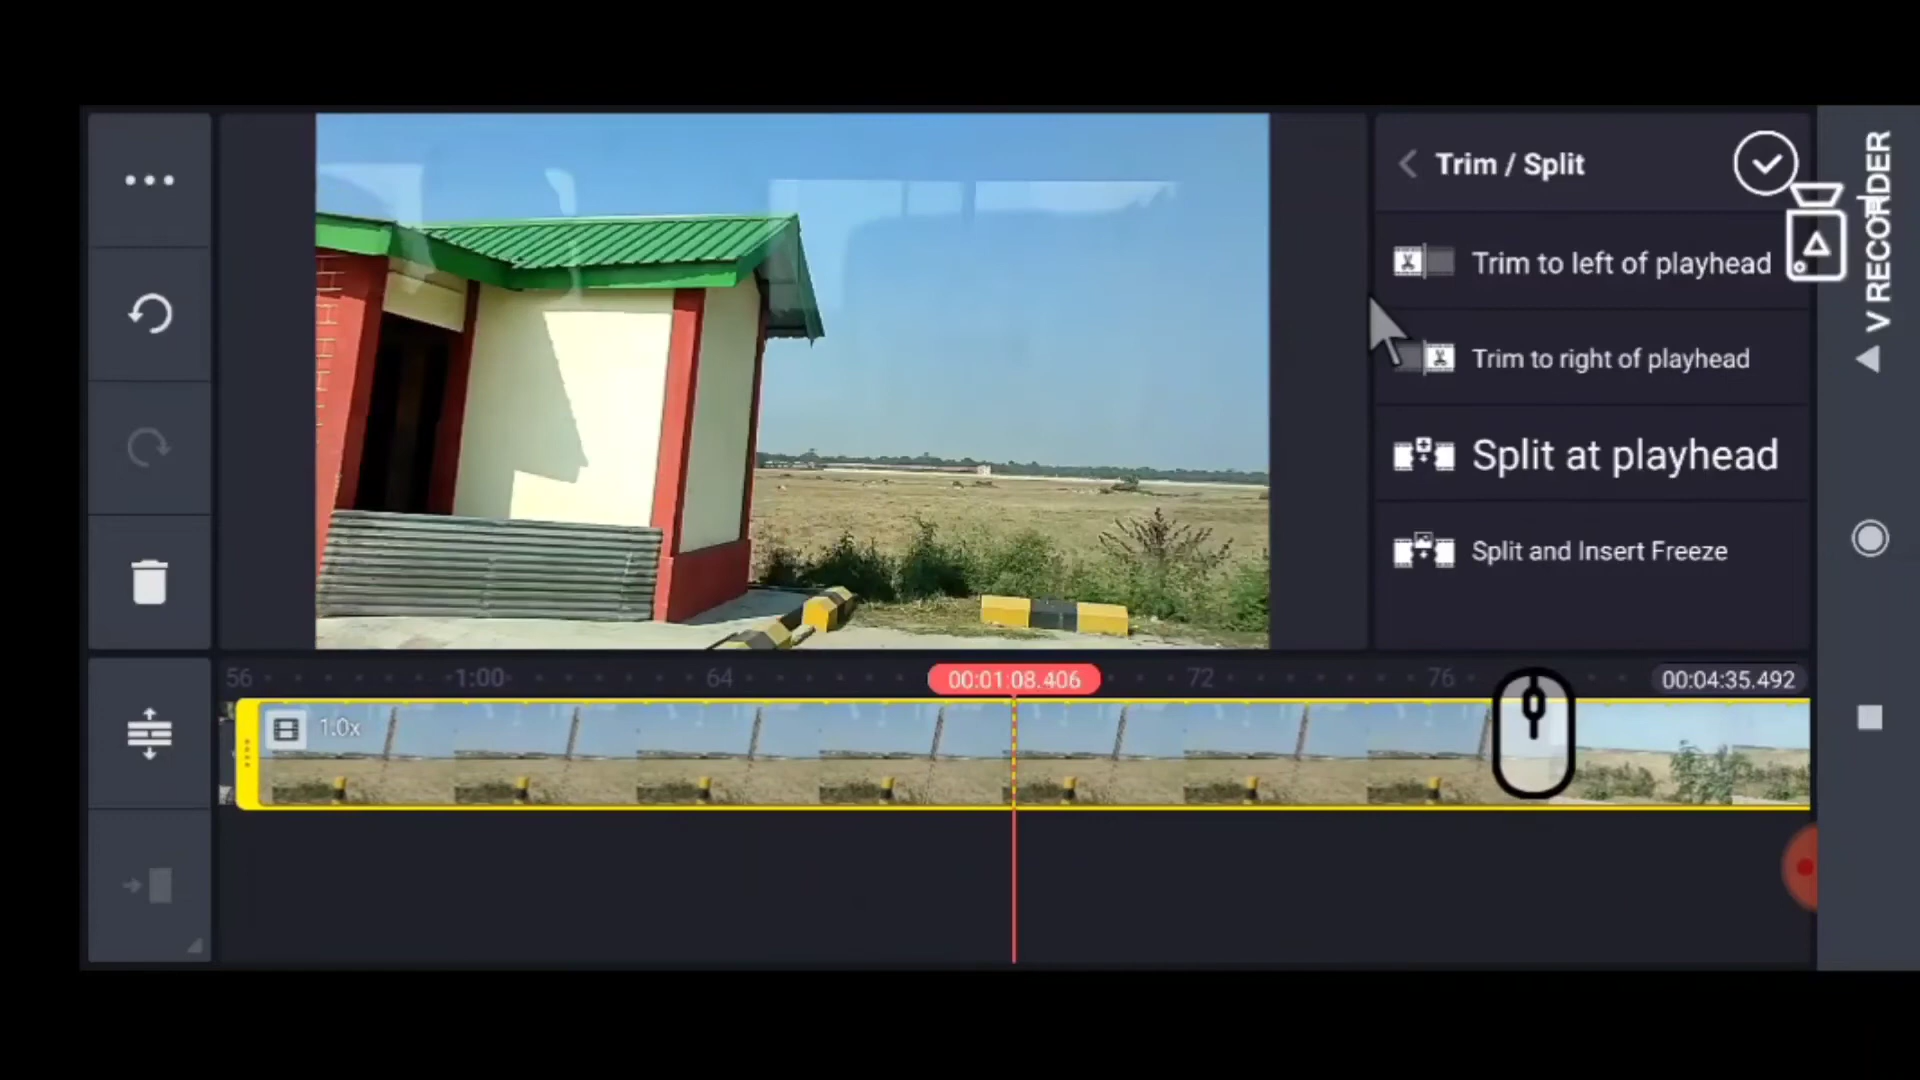 Trim / Split
Trim to left of playhead
Trim to right of playhead
Split at playhead
Split and Insert Freeze
V RECORDER
56
1:00
64
00:01:08.406
72
76
00:04:35.492
1.0x